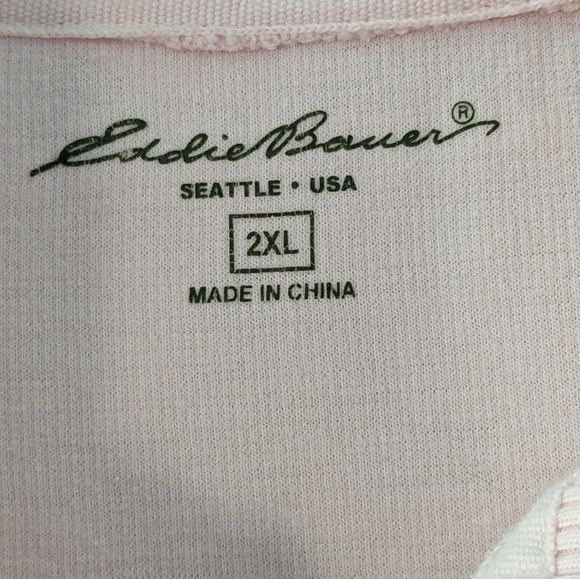 Eddie Bauer®
SEATTLE • USA
2XL
MADE IN CHINA